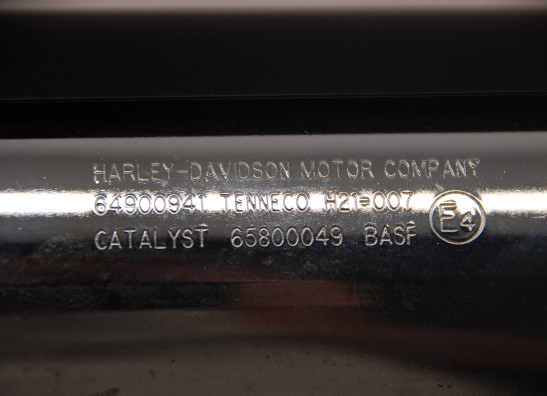 HARLEY-DAVIDSON MOTOR COMPANY
64900941 TENNECO H21-007
CATALYST 65800049 BASF E4